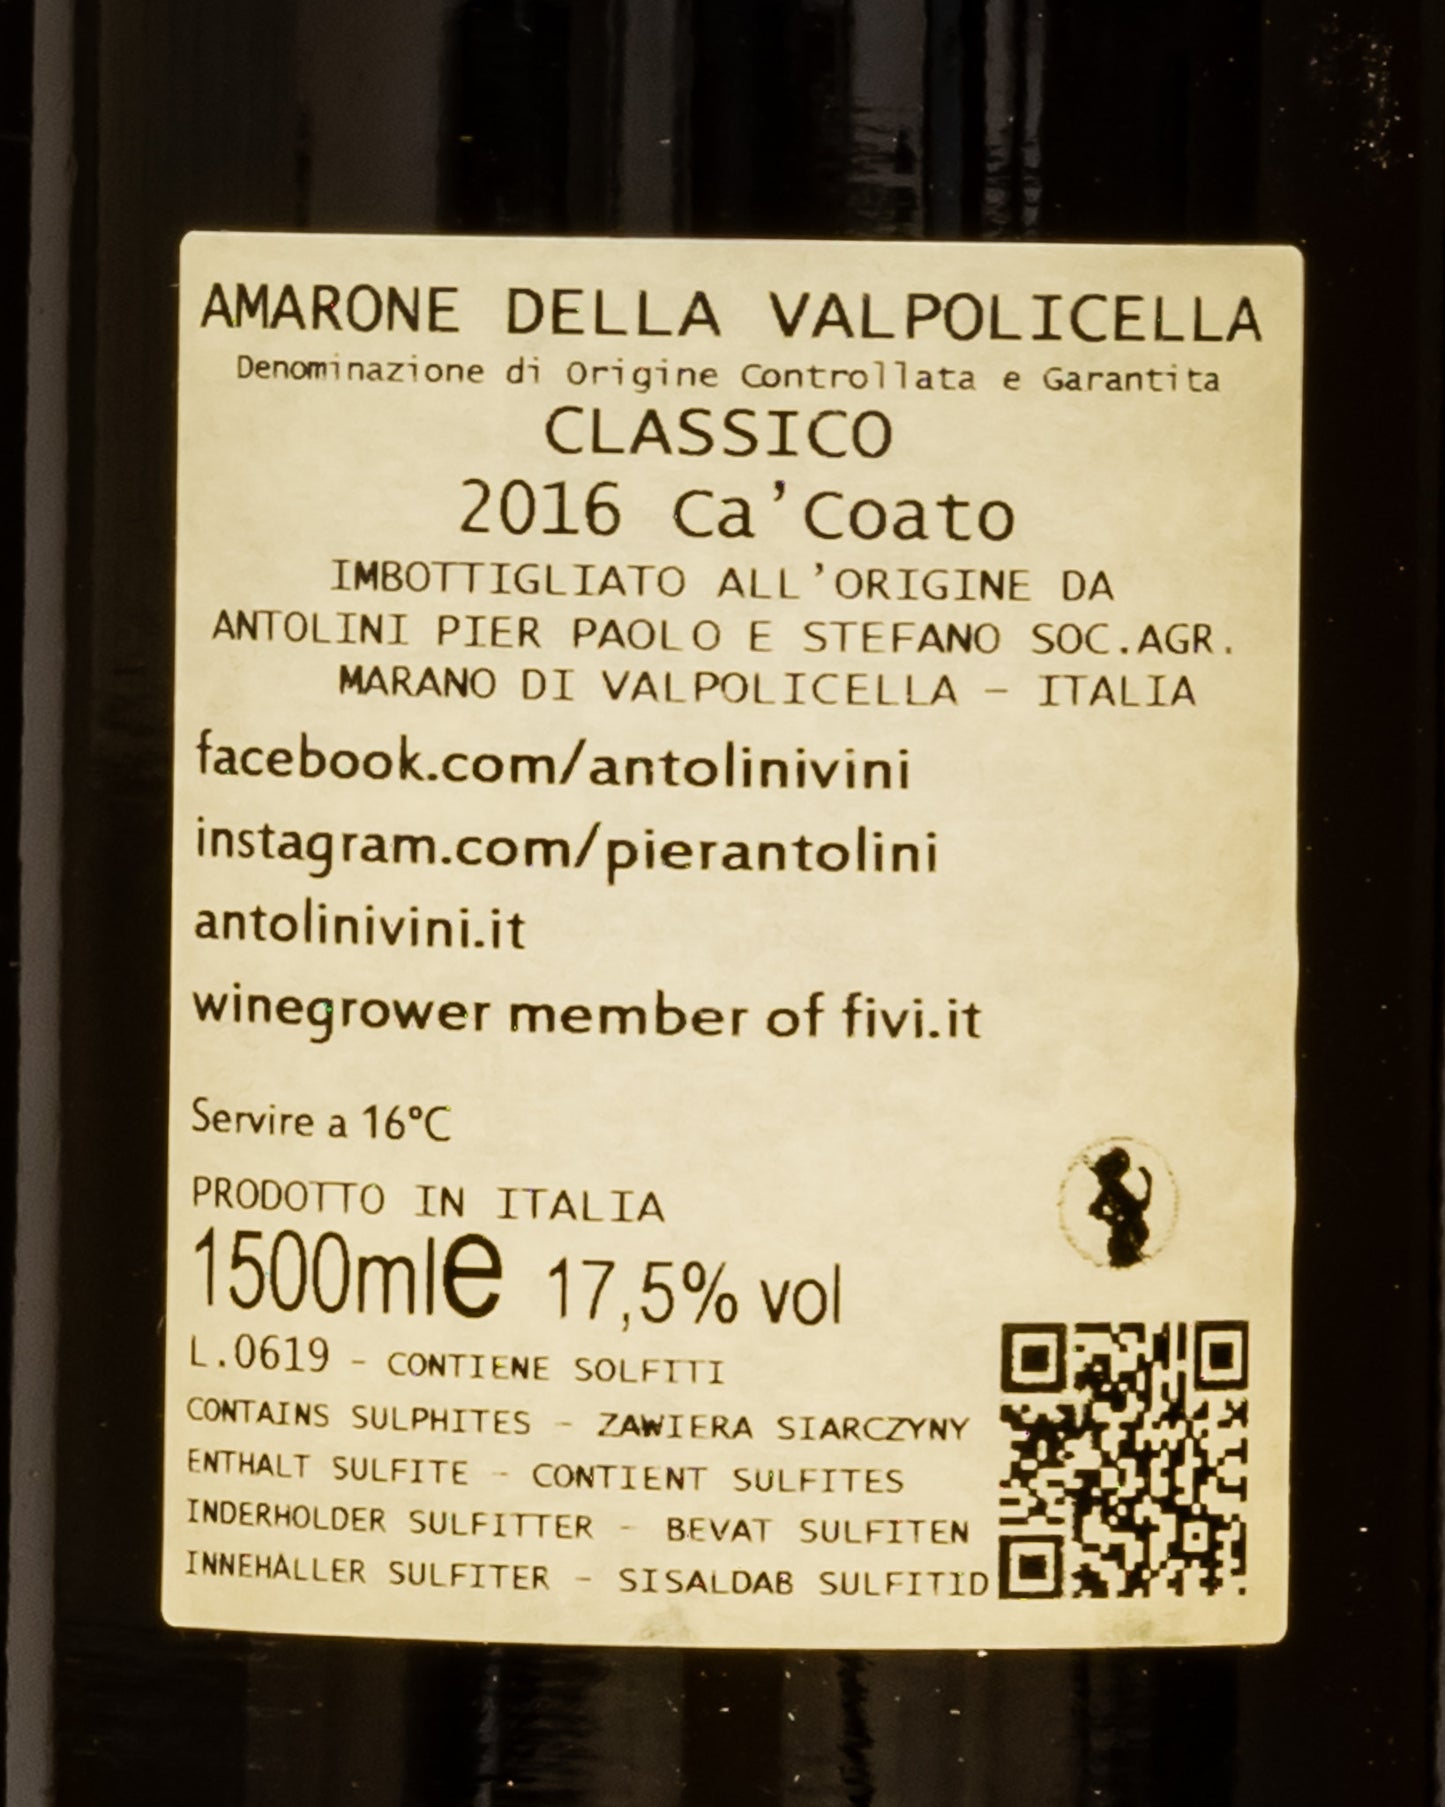 AMARONE DELLA VALPOLICELLA
Denominazione di Origine Controllata e Garantita
CLASSICO
2016 Ca'Coato
IMBOTTIGLIATO ALL'ORIGINE DA
ANTOLINI PIER PAOLO E STEFANO SOC.AGR.
MARANO DI VALPOLICELLA - ITALIA
facebook.com/antolinivini
instagram.com/pierantolini
antolinivini.it
winegrower member of fivi.it
Servire a 16°C
PRODOTTO IN ITALIA
1500ml e 17,5% vol
L.0619 - CONTIENE SOLFITI
CONTAINS SULPHITES - ZAWIERA SIARCZYNY
ENTHALT SULFITE - CONTIENT SULFITES
INDERHOLDER SULFITTER - BEVAT SULFITEN
INNEHALLER SULFITER - SISALDAB SULFITID